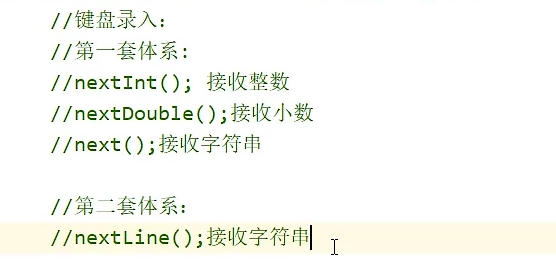 //键盘录入:
//第一套体系:
//nextInt(); 接收整数
//nextDouble();接收小数
//next();接收字符串
//第二套体系:
//nextLine();接收字符串